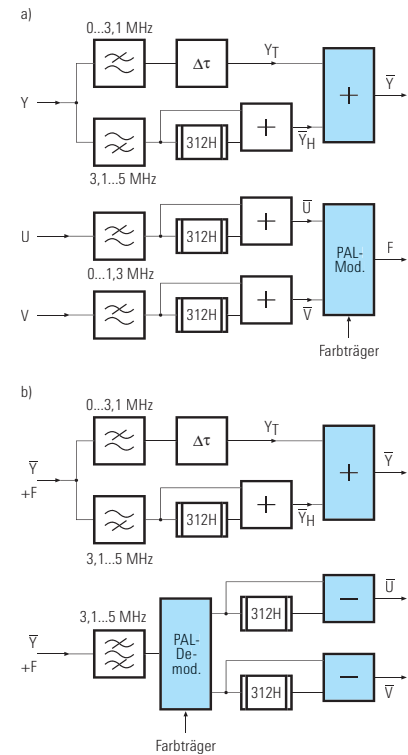 a)
0...3,1 MHz
Δτ
Y_T
+
Y̅
Y
312H
+
Y̅_H
3,1...5 MHz
U
312H
+
U̅
PAL-
Mod.
F
0...1,3 MHz
V
312H
+
V̅
Farbträger
b)
0...3,1 MHz
Δτ
Y_T
+
Y̅
Y̅
+F
312H
+
Y̅_H
3,1...5 MHz
3,1...5 MHz
Y̅
+F
PAL-
De-
mod.
312H
−
U̅
312H
−
V̅
Farbträger